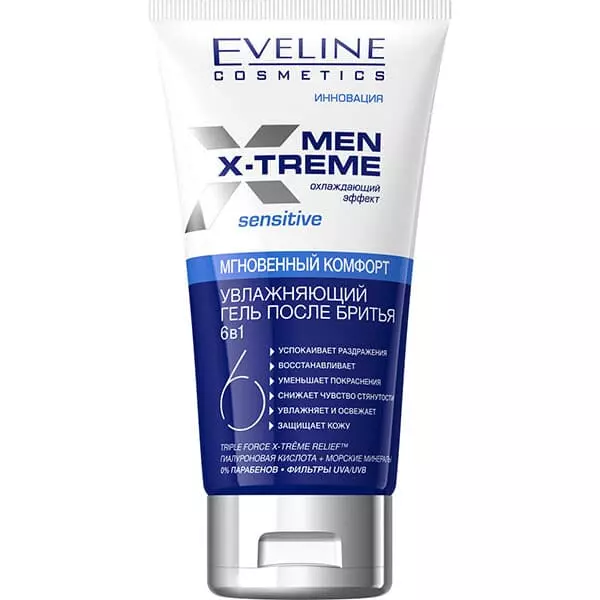 EVELINE
COSMETICS
ИННОВАЦИЯ
MEN
X-TREME
охлаждающий
эффект
sensitive
МГНОВЕННЫЙ КОМФОРТ
УВЛАЖНЯЮЩИЙ
ГЕЛЬ ПОСЛЕ БРИТЬЯ
6в1
6
УСПОКАИВАЕТ РАЗДРАЖЕНИЯ
ВОССТАНАВЛИВАЕТ
УМЕНЬШАЕТ ПОКРАСНЕНИЯ
СНИЖАЕТ ЧУВСТВО СТЯНУТОСТИ
УВЛАЖНЯЕТ И ОСВЕЖАЕТ
ЗАЩИЩАЕТ КОЖУ
TRIPLE FORCE X-TRÊME RELIEF™
ГИАЛУРОНОВАЯ КИСЛОТА + МОРСКИЕ МИНЕРАЛЫ
0% ПАРАБЕНОВ • ФИЛЬТРЫ UVA/UVB